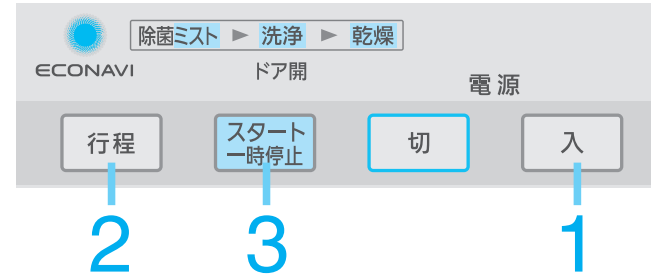 除菌ミスト ► 洗浄 ► 乾燥
ECONAVI
ドア開
電源
行程
スタート
一時停止
切
入
2
3
1